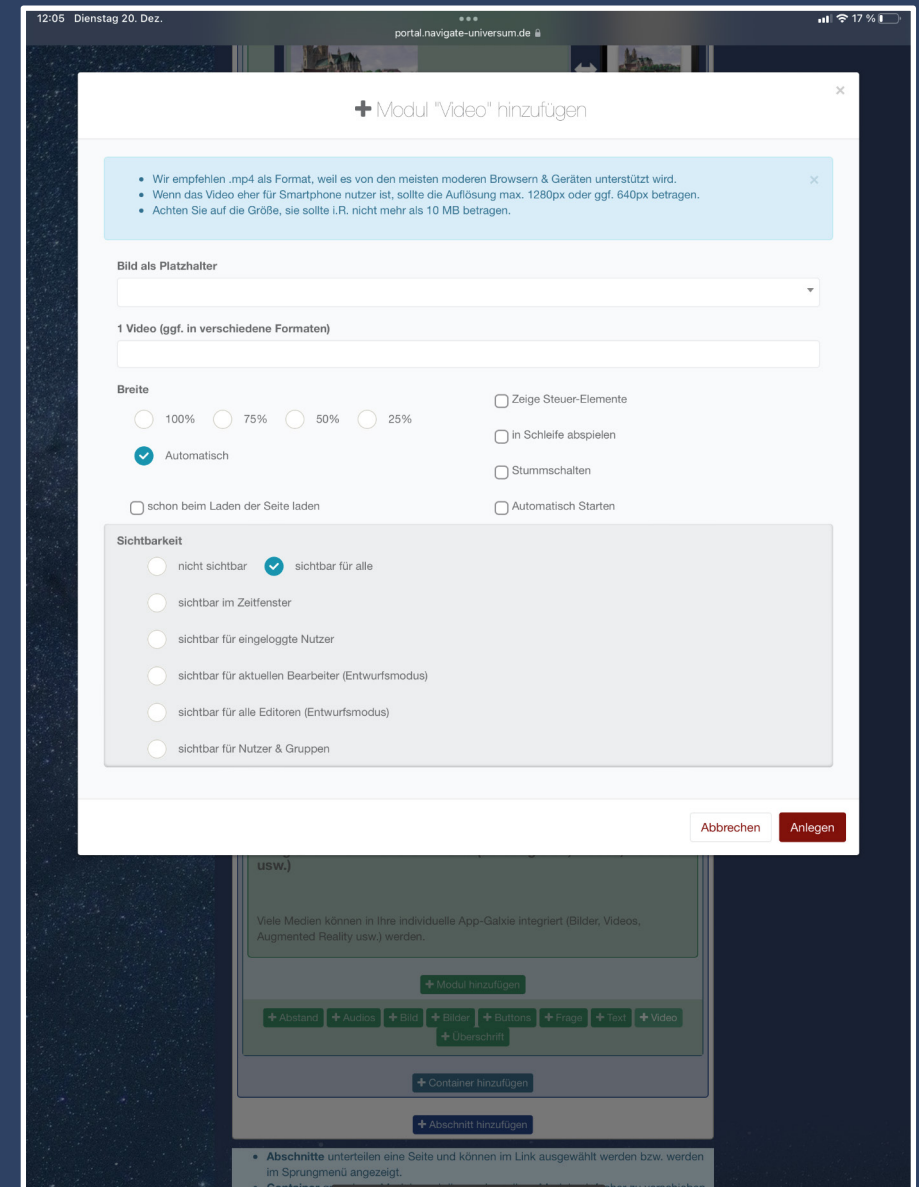 12:05 Dienstag 20. Dez.
17 %
portal.navigate-universum.de
+ Modul "Video" hinzufügen
• Wir empfehlen .mp4 als Format, weil es von den meisten moderen Browsern & Geräten unterstützt wird.
• Wenn das Video eher für Smartphone nutzer ist, sollte die Auflösung max. 1280px oder ggf. 640px betragen.
• Achten Sie auf die Größe, sie sollte i.R. nicht mehr als 10 MB betragen.
Bild als Platzhalter
1 Video (ggf. in verschiedene Formaten)
Breite
100% 75% 50% 25%
Automatisch
schon beim Laden der Seite laden
Zeige Steuer-Elemente
in Schleife abspielen
Stummschalten
Automatisch Starten
Sichtbarkeit
nicht sichtbar sichtbar für alle
sichtbar im Zeitfenster
sichtbar für eingeloggte Nutzer
sichtbar für aktuellen Bearbeiter (Entwurfsmodus)
sichtbar für alle Editoren (Entwurfsmodus)
sichtbar für Nutzer & Gruppen
Abbrechen Anlegen
usw.)
Viele Medien können in Ihre individuelle App-Galxie integriert (Bilder, Videos,
Augmented Reality usw.) werden.
+ Modul hinzufügen
+ Abstand + Audios + Bild + Bilder + Buttons + Frage + Text + Video
+ Überschrift
+ Container hinzufügen
+ Abschnitt hinzufügen
• Abschnitte unterteilen eine Seite und können im Link ausgewählt werden bzw. werden
im Sprungmenü angezeigt.